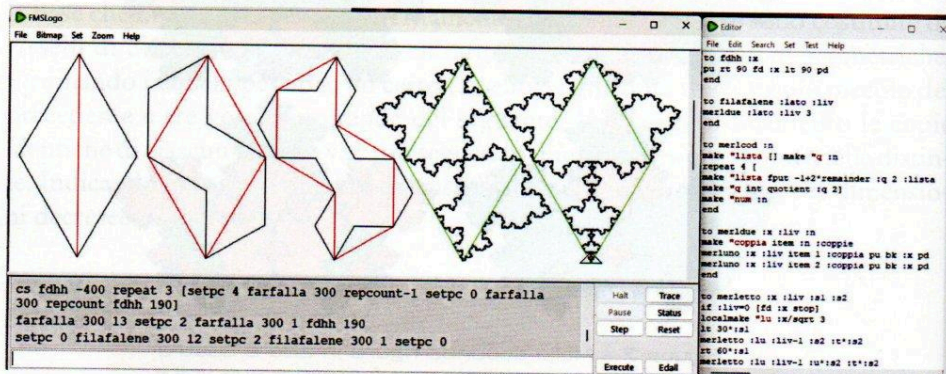 FMSLogo
File Bitmap Set Zoom Help
cs fdhh -400 repeat 3 [setpc 4 farfalla 300 repcount-1 setpc 0 farfalla
300 repcount fdhh 190]
farfalla 300 13 setpc 2 farfalla 300 1 fdhh 190
setpc 0 filafalene 300 12 setpc 2 filafalene 300 1 setpc 0
Halt Trace
Pause Status
Step Reset
Execute Edall
Editor
File Edit Search Set Test Help
to fdhh :x
pu rt 90 fd :x lt 90 pd
end
to filafalene :lato :liv
merldue :lato :liv 3
end
to merlcod :n
make "lista [] make "q :n
repeat 4 [
make "lista fput -1+2*remainder :q 2 :lista
make "q int quotient :q 2]
make "num :n
end
to merldue :x :liv :n
make "coppia item :n :coppie
merluno :x :liv item 1 :coppia pu bk :x pd
merluno :x :liv item 2 :coppia pu bk :x pd
end
to merletto :x :liv :s1 :s2
if :liv=0 [fd :x stop]
localmake "lu :x/sqrt 3
lt 30*:s1
merletto :lu :liv-1 :s2 :t*:s2
rt 60*:s1
merletto :lu :liv-1 :u*:s2 :t*:s2